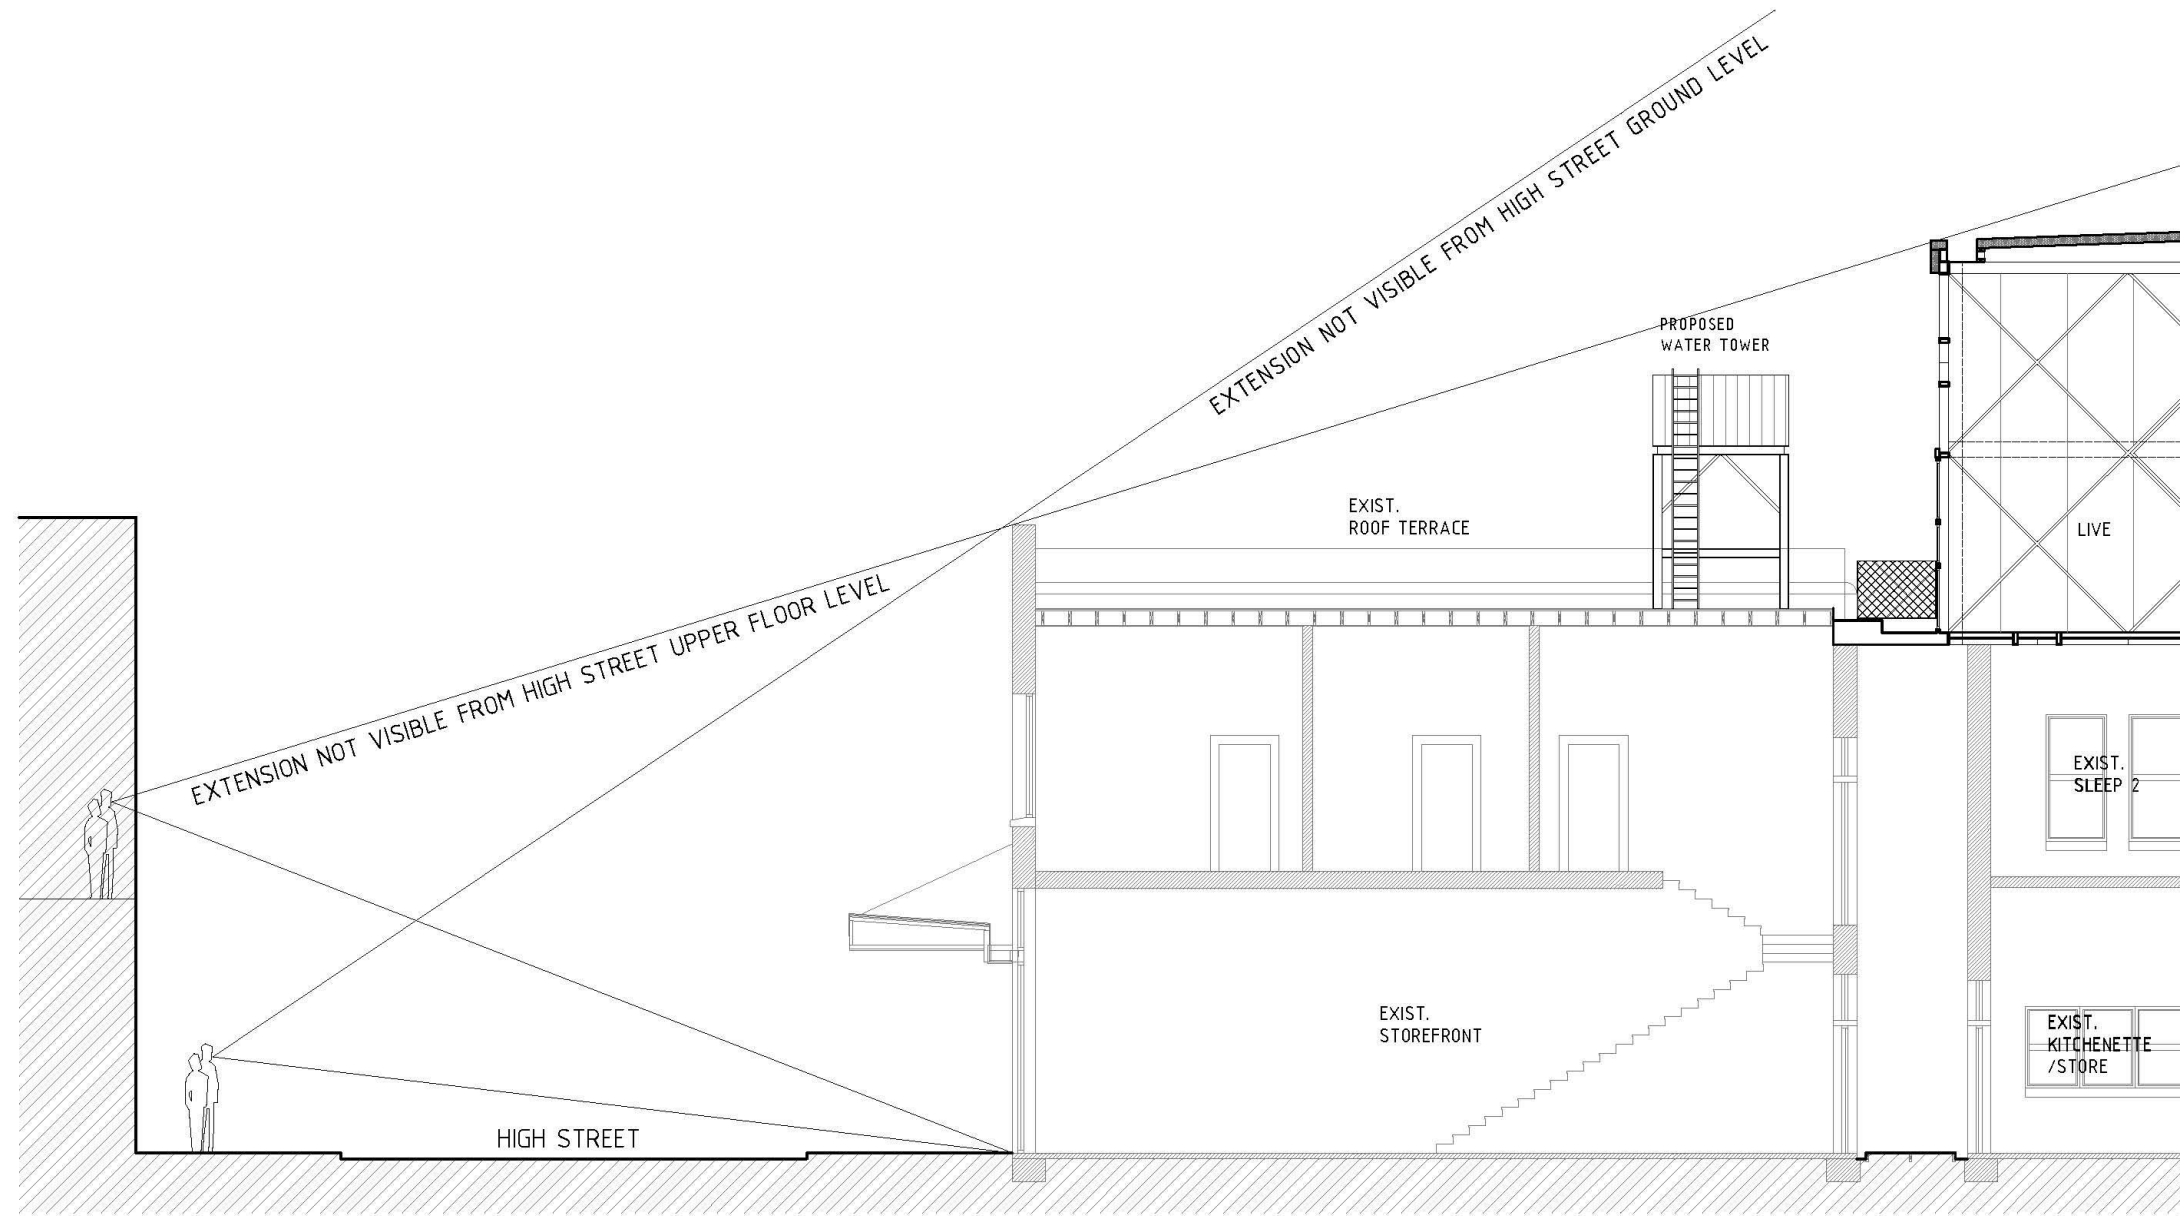 EXTENSION NOT VISIBLE FROM HIGH STREET GROUND LEVEL
PROPOSED
WATER TOWER
EXIST.
ROOF TERRACE
LIVE
EXTENSION NOT VISIBLE FROM HIGH STREET UPPER FLOOR LEVEL
EXIST.
SLEEP 2
EXIST.
STOREFRONT
EXIST.
KITCHENETTE
/STORE
HIGH STREET